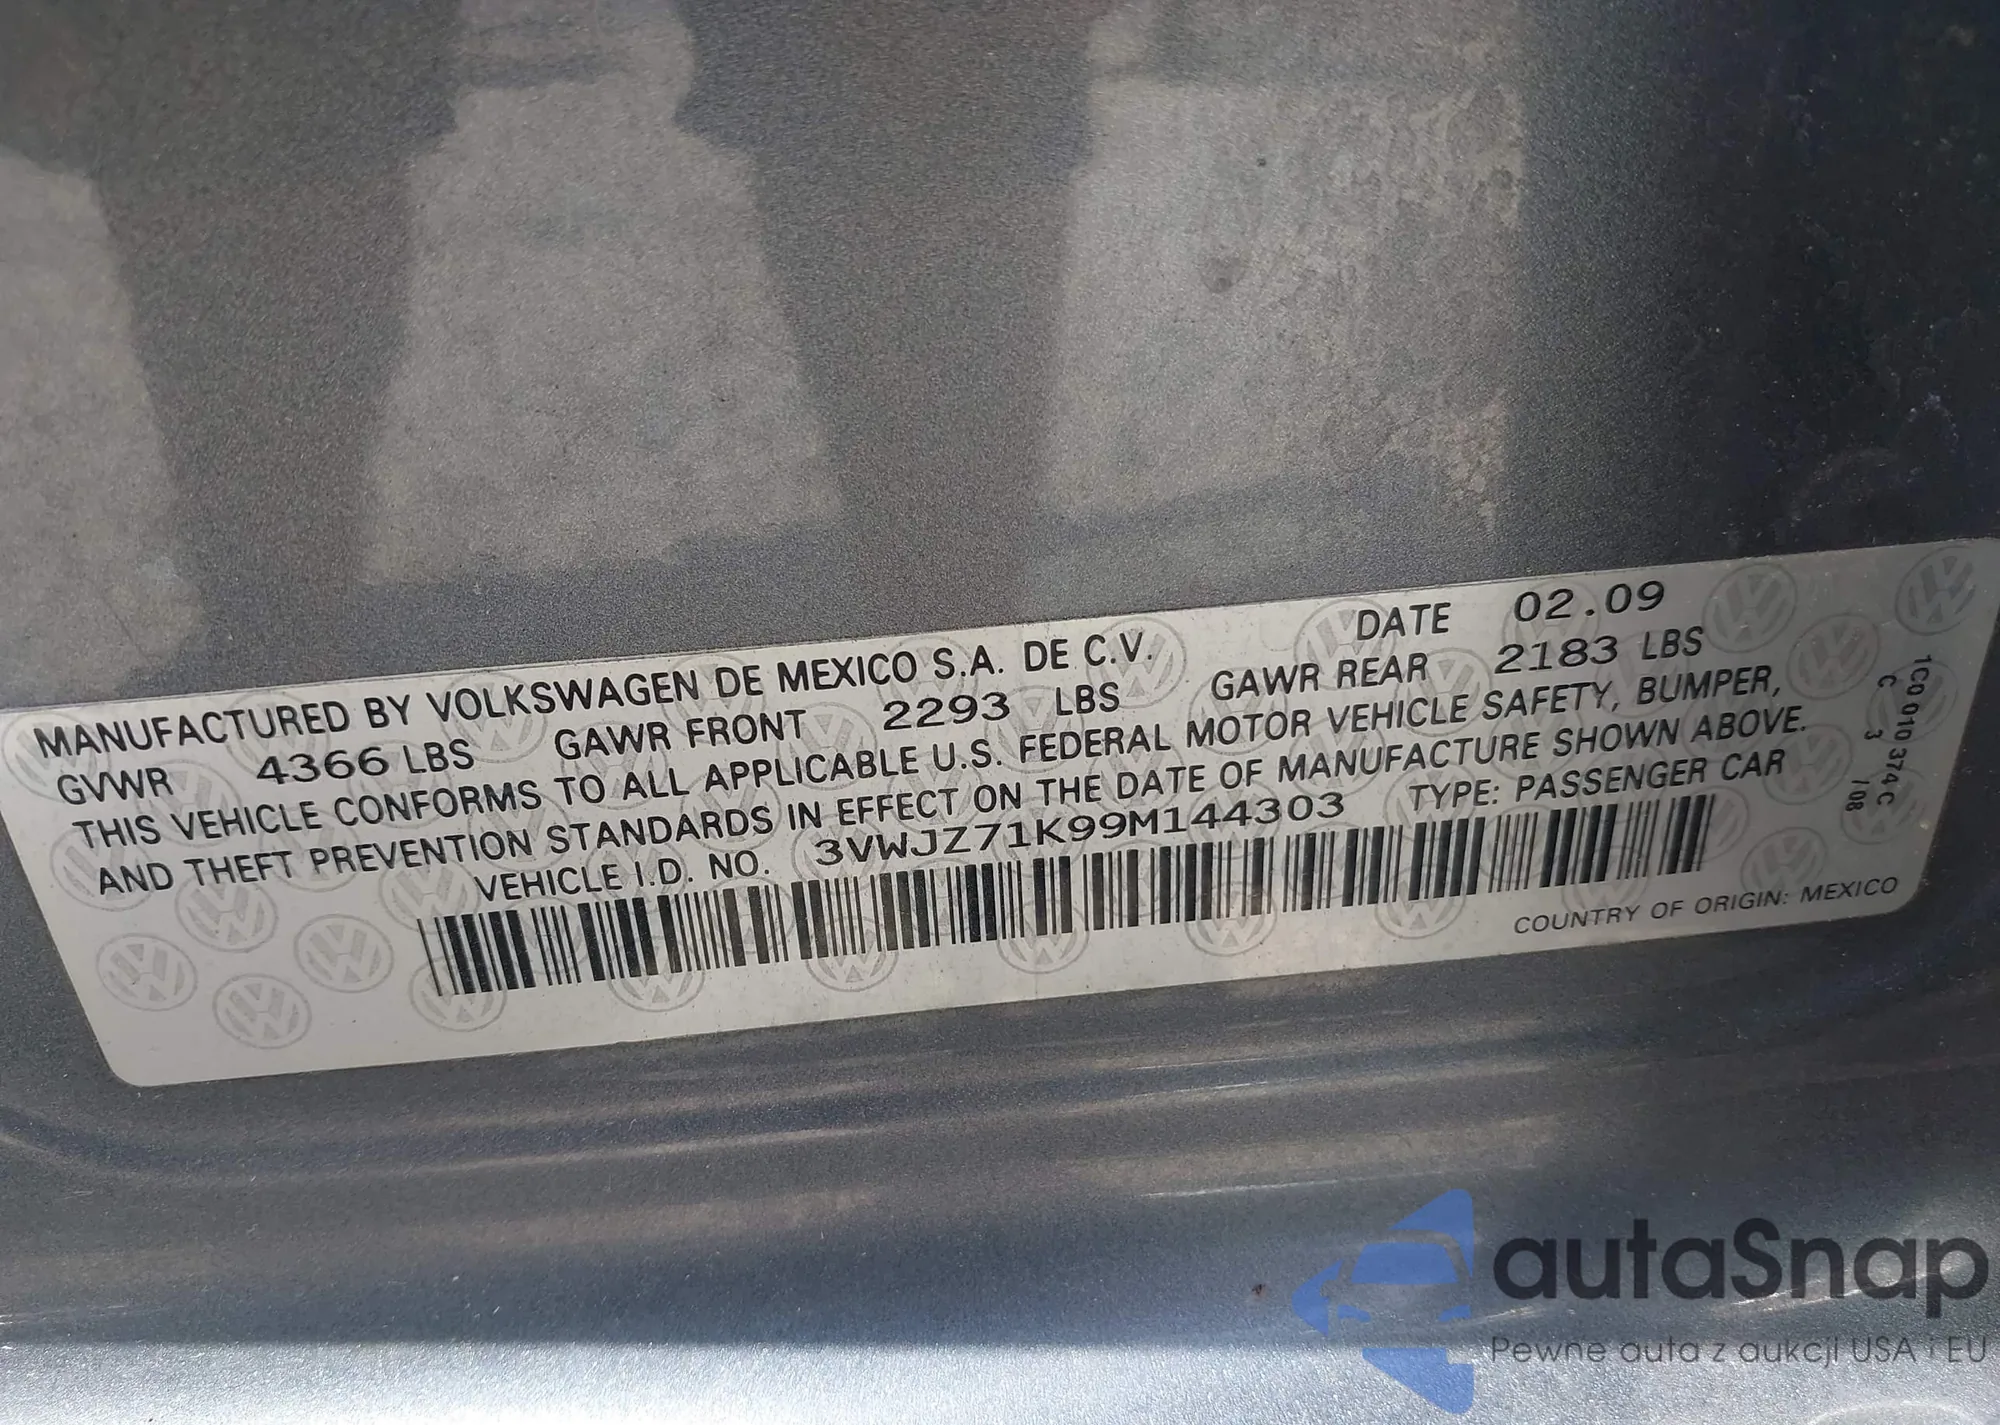 MANUFACTURED BY VOLKSWAGEN DE MEXICO S.A. DE C.V. DATE 02.09
GVWR 4366 LBS GAWR FRONT 2293 LBS GAWR REAR 2183 LBS
THIS VEHICLE CONFORMS TO ALL APPLICABLE U.S. FEDERAL MOTOR VEHICLE SAFETY, BUMPER,
AND THEFT PREVENTION STANDARDS IN EFFECT ON THE DATE OF MANUFACTURE SHOWN ABOVE.
VEHICLE I.D. NO. 3VWJZ71K99M144303 TYPE: PASSENGER CAR
COUNTRY OF ORIGIN: MEXICO
1C0 010 374 C
C 3 / 08
autaSnap
Pewne auta z aukcji USA i EU